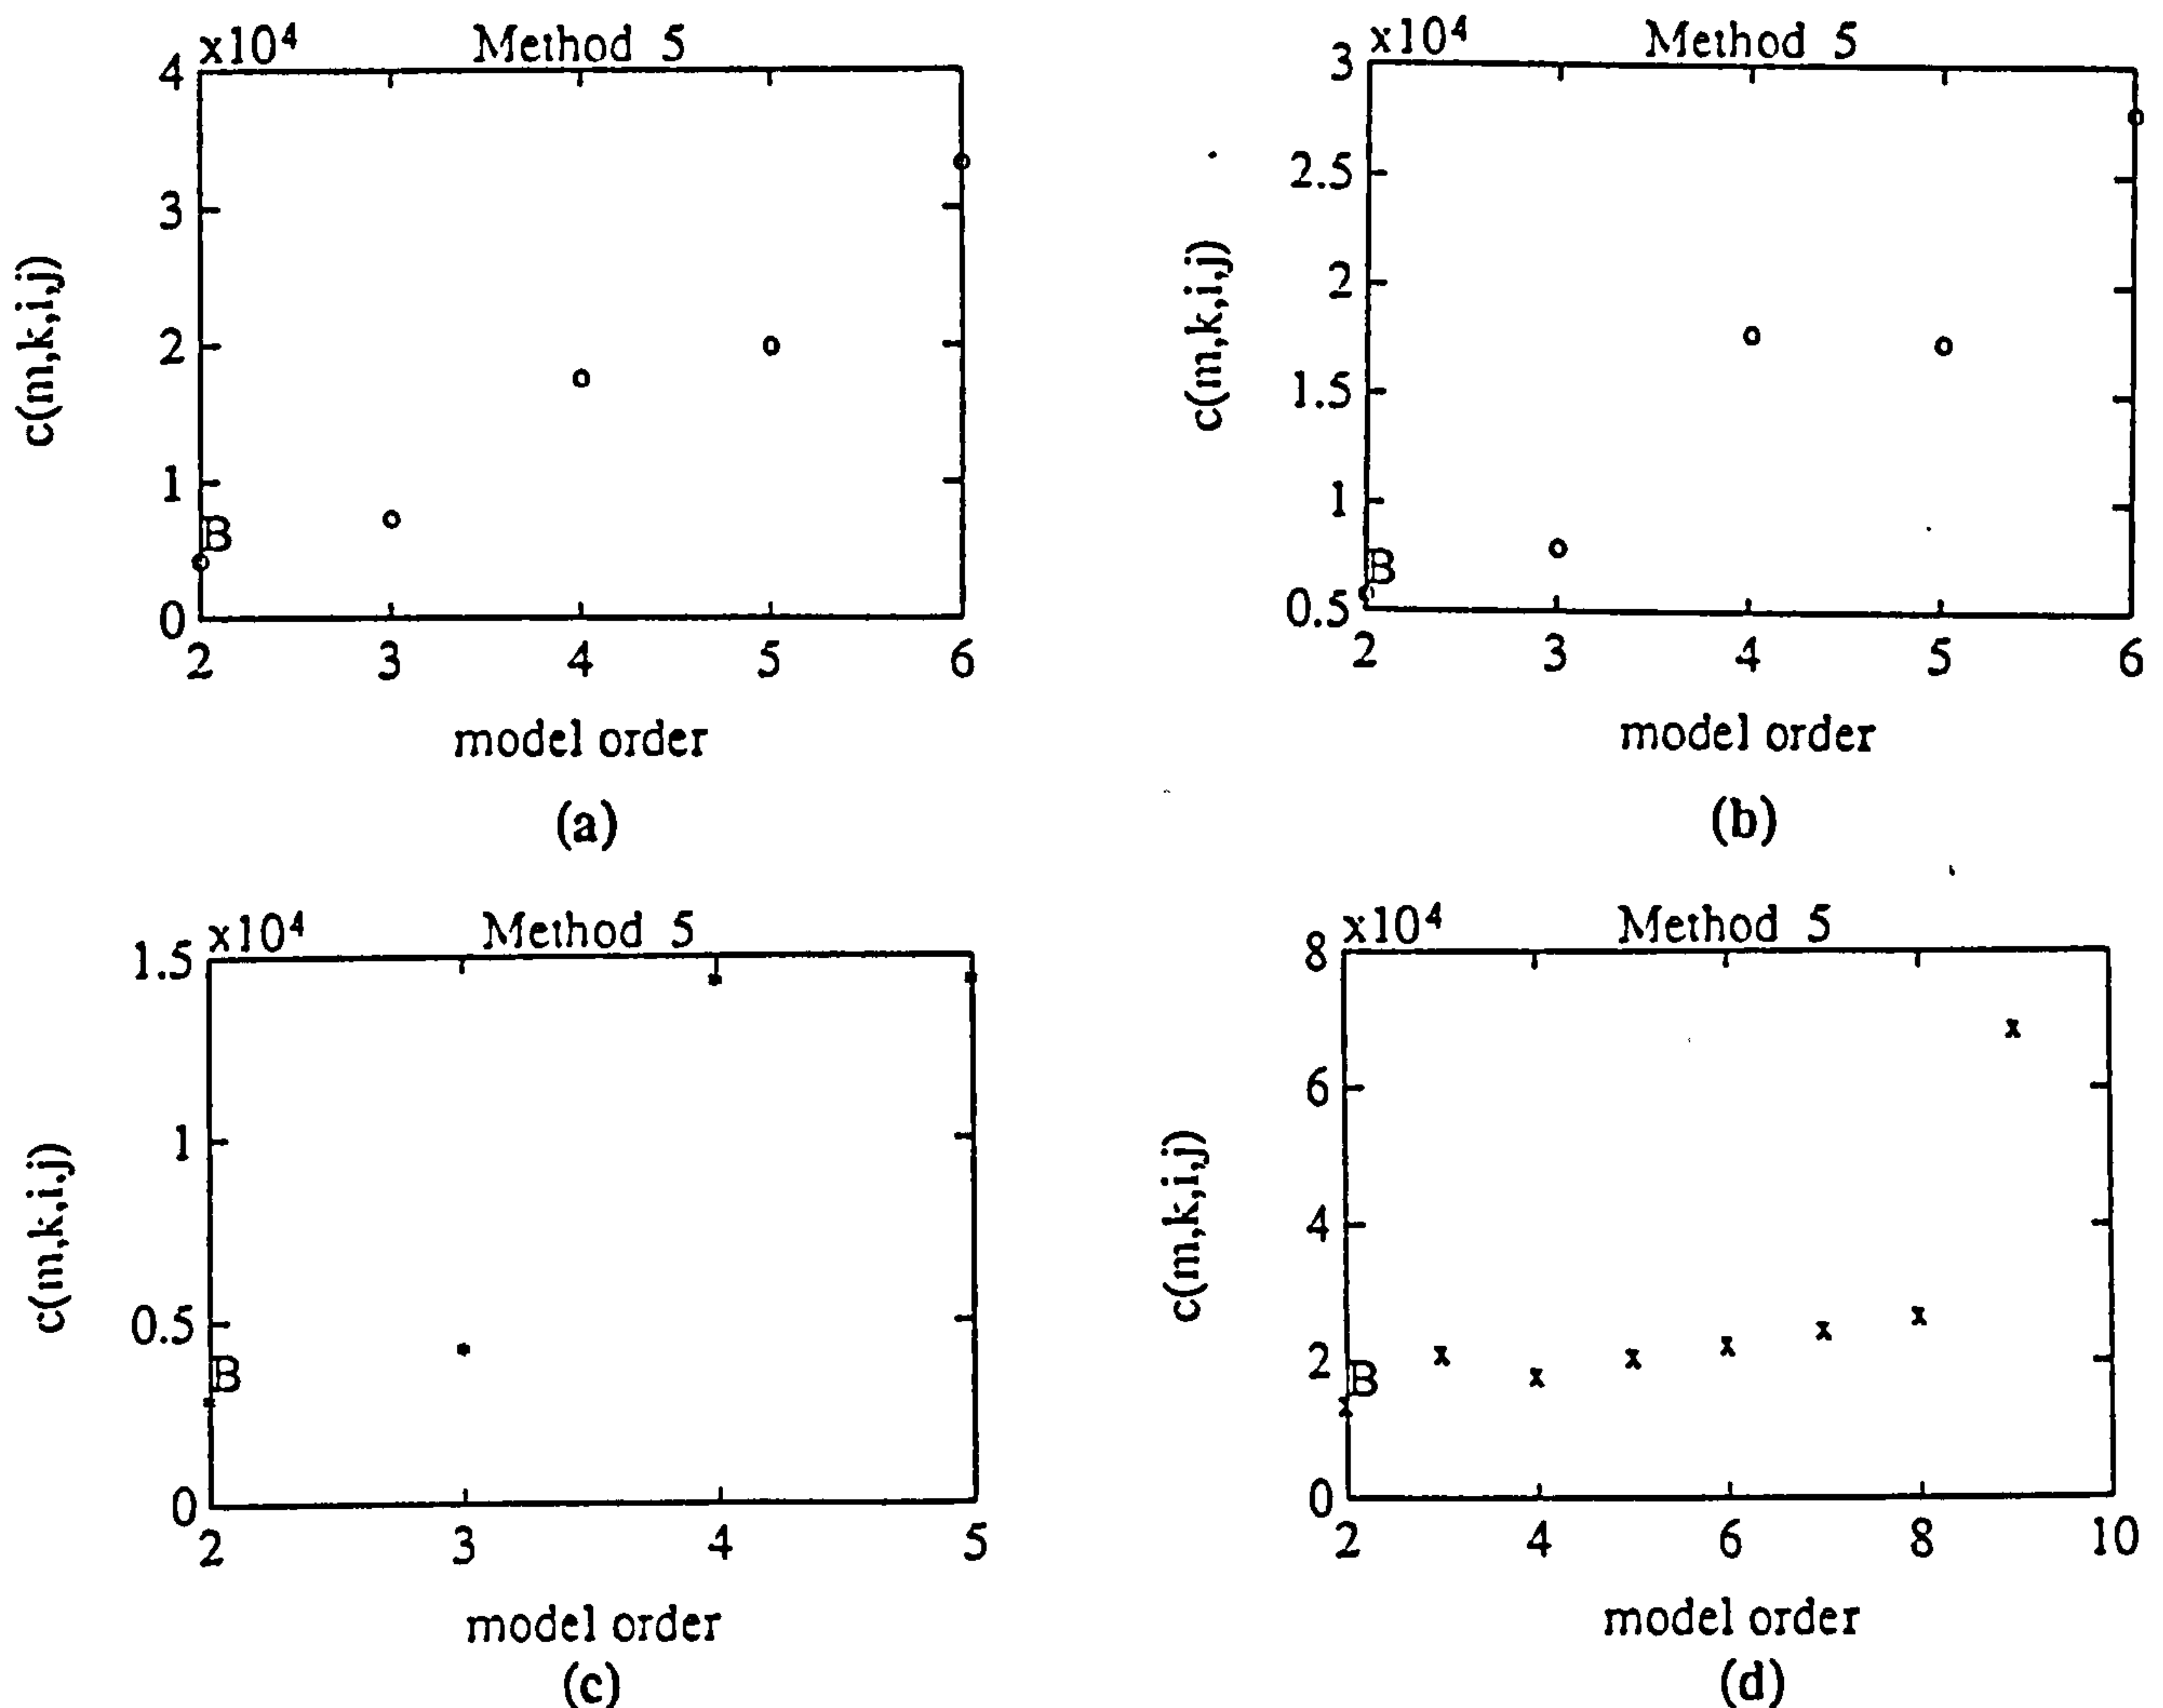 x10⁴ Method 5
4
3
2
1
0
B
2 3 4 5 6
c(m,k,i,j)
model order
(a)
x10⁴ Method 5
3
2.5
2
1.5
1
0.5
B
2 3 4 5 6
c(m,k,i,j)
model order
(b)
x10⁴ Method 5
1.5
1
0.5
0
B
2 3 4 5
c(m,k,i,j)
model order
(c)
x10⁴ Method 5
8
6
4
2
0
B
2 4 6 8 10
c(m,k,i,j)
model order
(d)